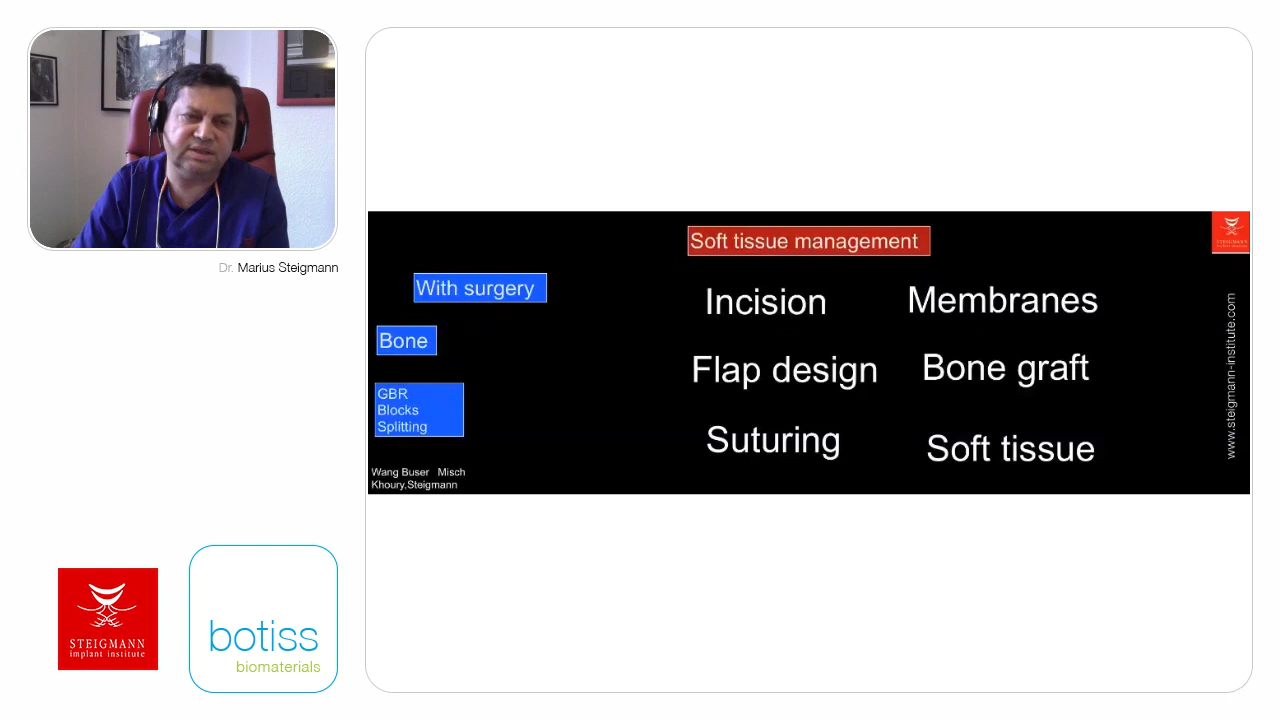 Dr. Marius Steigmann
STEIGMANN
implant institute
botiss
biomaterials
Soft tissue management
With surgery
Bone
GBR
Blocks
Splitting
Wang Buser Misch
Khoury,Steigmann
Incision
Flap design
Suturing
Membranes
Bone graft
Soft tissue
www.steigmann-institute.com